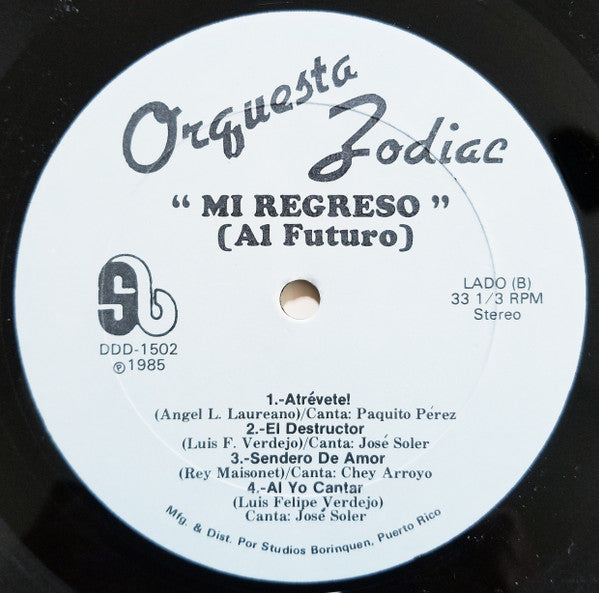 Orquesta
Zodiac
" MI REGRESO "
(Al Futuro)
Sb
DDD-1502
℗1985
LADO (B)
33 1/3 RPM
Stereo
1.-Atrévete!
(Angel L. Laureano)/Canta: Paquito Pérez
2.-El Destructor
(Luis F. Verdejo)/Canta: José Soler
3.-Sendero De Amor
(Rey Maisonet)/Canta: Chey Arroyo
4.-Al Yo Cantar
(Luis Felipe Verdejo)
Canta: José Soler
Mfg. & Dist. Por Studios Borinquen, Puerto Rico